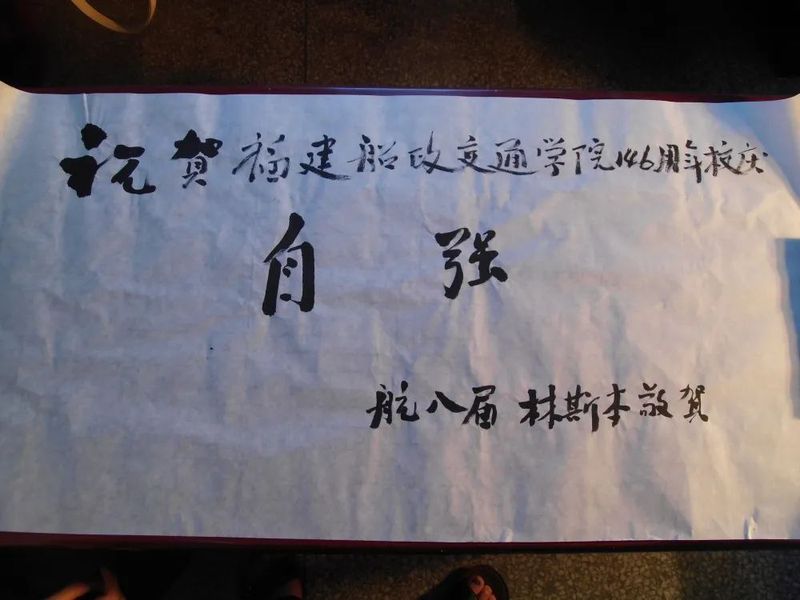 祝贺福建船政交通学院146周年校庆
自强
航八届 林斯本敬贺